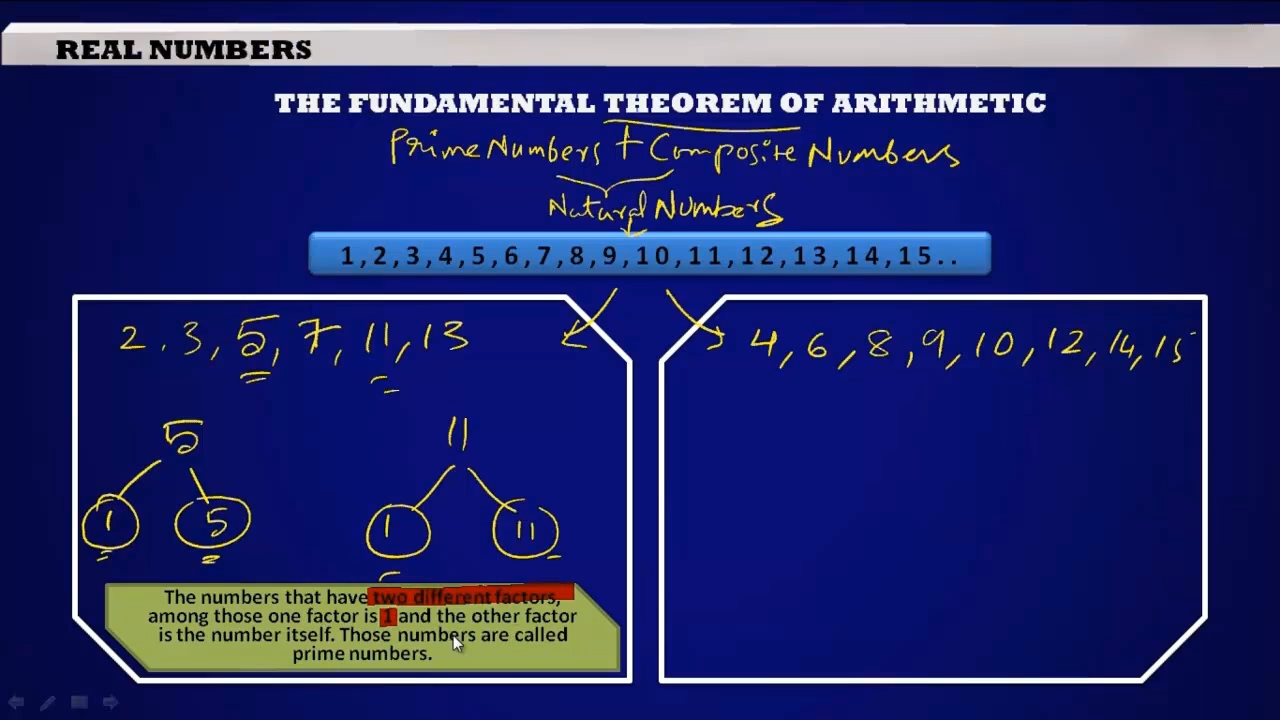 REAL NUMBERS
THE FUNDAMENTAL THEOREM OF ARITHMETIC
Prime Numbers + Composite Numbers
Natural Numbers
1,2,3,4,5,6,7,8,9,10,11,12,13,14,15..
2.3, 5, 7, 11, 13
4, 6, 8, 9, 10, 12, 14, 15
5
11
1 5
1 11
The numbers that have two different factors,
among those one factor is 1 and the other factor
is the number itself. Those numbers are called
prime numbers.